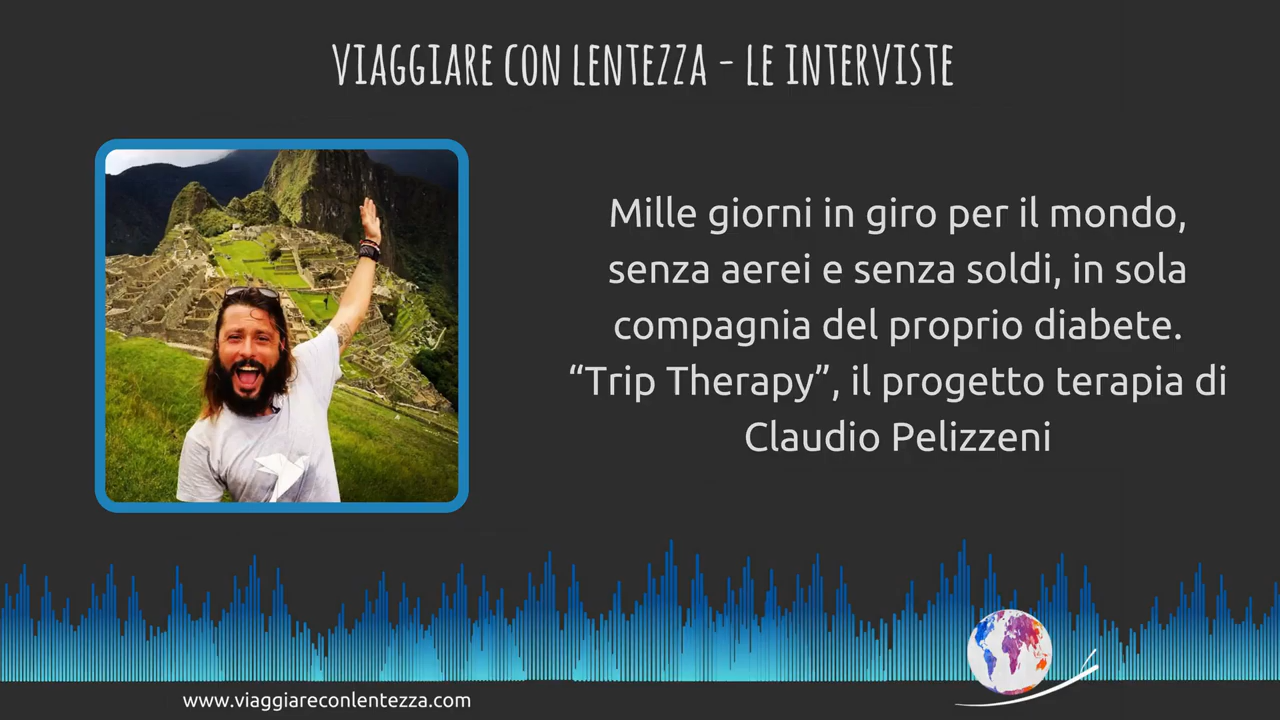 VIAGGIARE CON LENTEZZA - LE INTERVISTE
Mille giorni in giro per il mondo,
senza aerei e senza soldi, in sola
compagnia del proprio diabete.
“Trip Therapy”, il progetto terapia di
Claudio Pelizzeni
www.viaggiareconlentezza.com